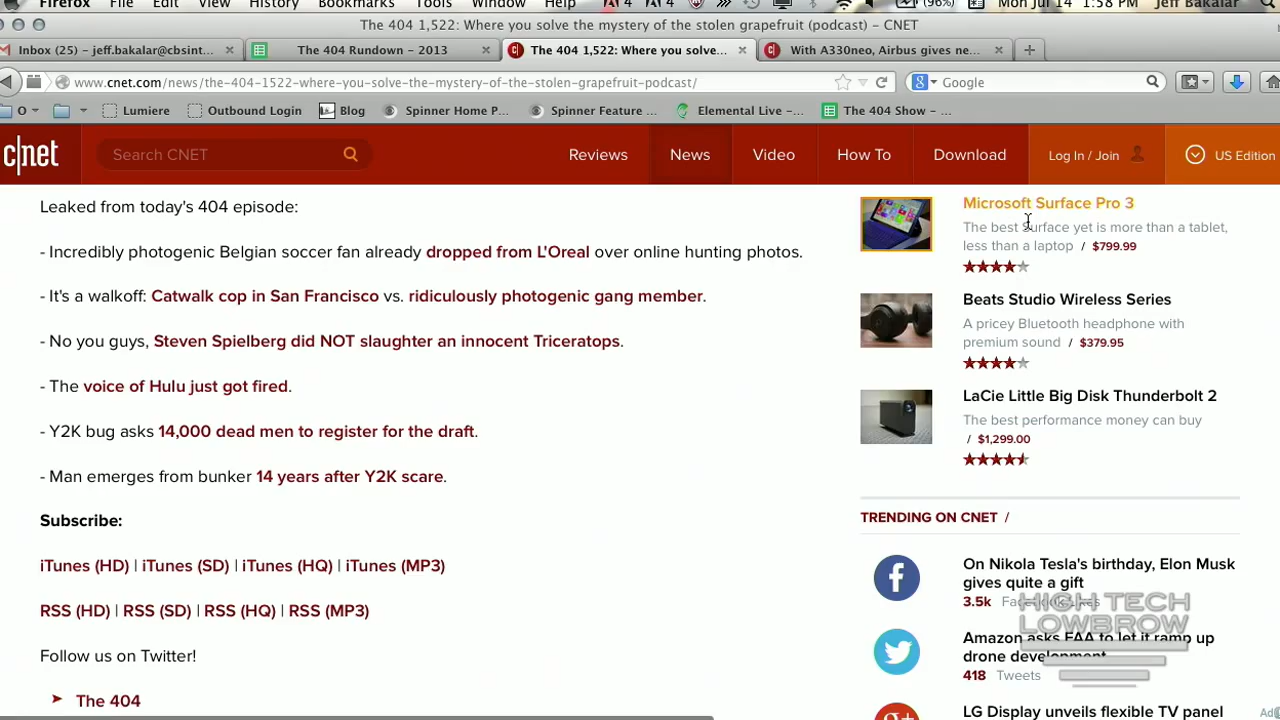 Firefox File Edit View History Bookmarks Tools Window Help 4 4 (96%) Mon Jul 14 1:58 PM Jeff Bakalar
The 404 1,522: Where you solve the mystery of the stolen grapefruit (podcast) – CNET
Inbox (25) - jeff.bakalar@cbsint... × The 404 Rundown - 2013 × The 404 1,522: Where you solve... × With A330neo, Airbus gives ne... × +
www.cnet.com/news/the-404-1522-where-you-solve-the-mystery-of-the-stolen-grapefruit-podcast/ Google
O Lumiere Outbound Login Blog Spinner Home P... Spinner Feature ... Elemental Live – ... The 404 Show – ...
c|net Search CNET Reviews News Video How To Download Log In / Join US Edition
Leaked from today's 404 episode:
- Incredibly photogenic Belgian soccer fan already dropped from L'Oreal over online hunting photos.
- It's a walkoff: Catwalk cop in San Francisco vs. ridiculously photogenic gang member.
- No you guys, Steven Spielberg did NOT slaughter an innocent Triceratops.
- The voice of Hulu just got fired.
- Y2K bug asks 14,000 dead men to register for the draft.
- Man emerges from bunker 14 years after Y2K scare.
Subscribe:
iTunes (HD) | iTunes (SD) | iTunes (HQ) | iTunes (MP3)
RSS (HD) | RSS (SD) | RSS (HQ) | RSS (MP3)
Follow us on Twitter!
The 404
Microsoft Surface Pro 3
The best Surface yet is more than a tablet,
less than a laptop / $799.99
Beats Studio Wireless Series
A pricey Bluetooth headphone with
premium sound / $379.95
LaCie Little Big Disk Thunderbolt 2
The best performance money can buy
/ $1,299.00
TRENDING ON CNET /
On Nikola Tesla's birthday, Elon Musk
gives quite a gift
3.5k Facebook Likes
Amazon asks FAA to let it ramp up
drone development
418 Tweets
LG Display unveils flexible TV panel
HIGH TECH
LOWBROW
Ad